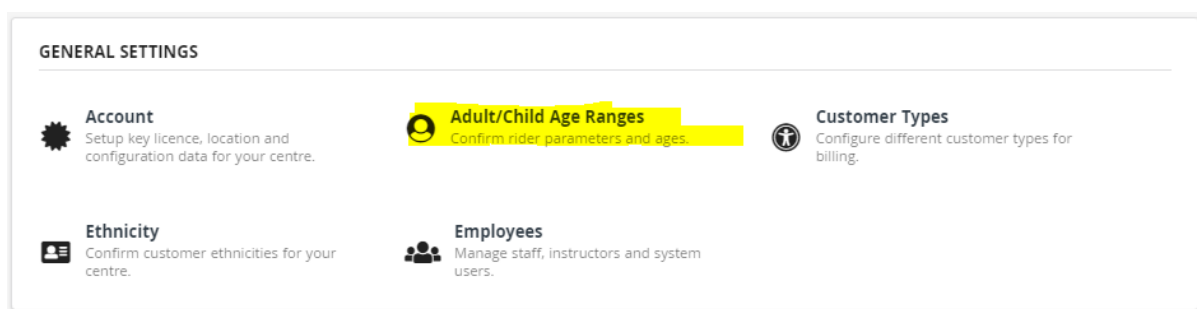 GENERAL SETTINGS
Account
Setup key licence, location and
configuration data for your centre.
Adult/Child Age Ranges
Confirm rider parameters and ages.
Customer Types
Configure different customer types for
billing.
Ethnicity
Confirm customer ethnicities for your
centre.
Employees
Manage staff, instructors and system
users.